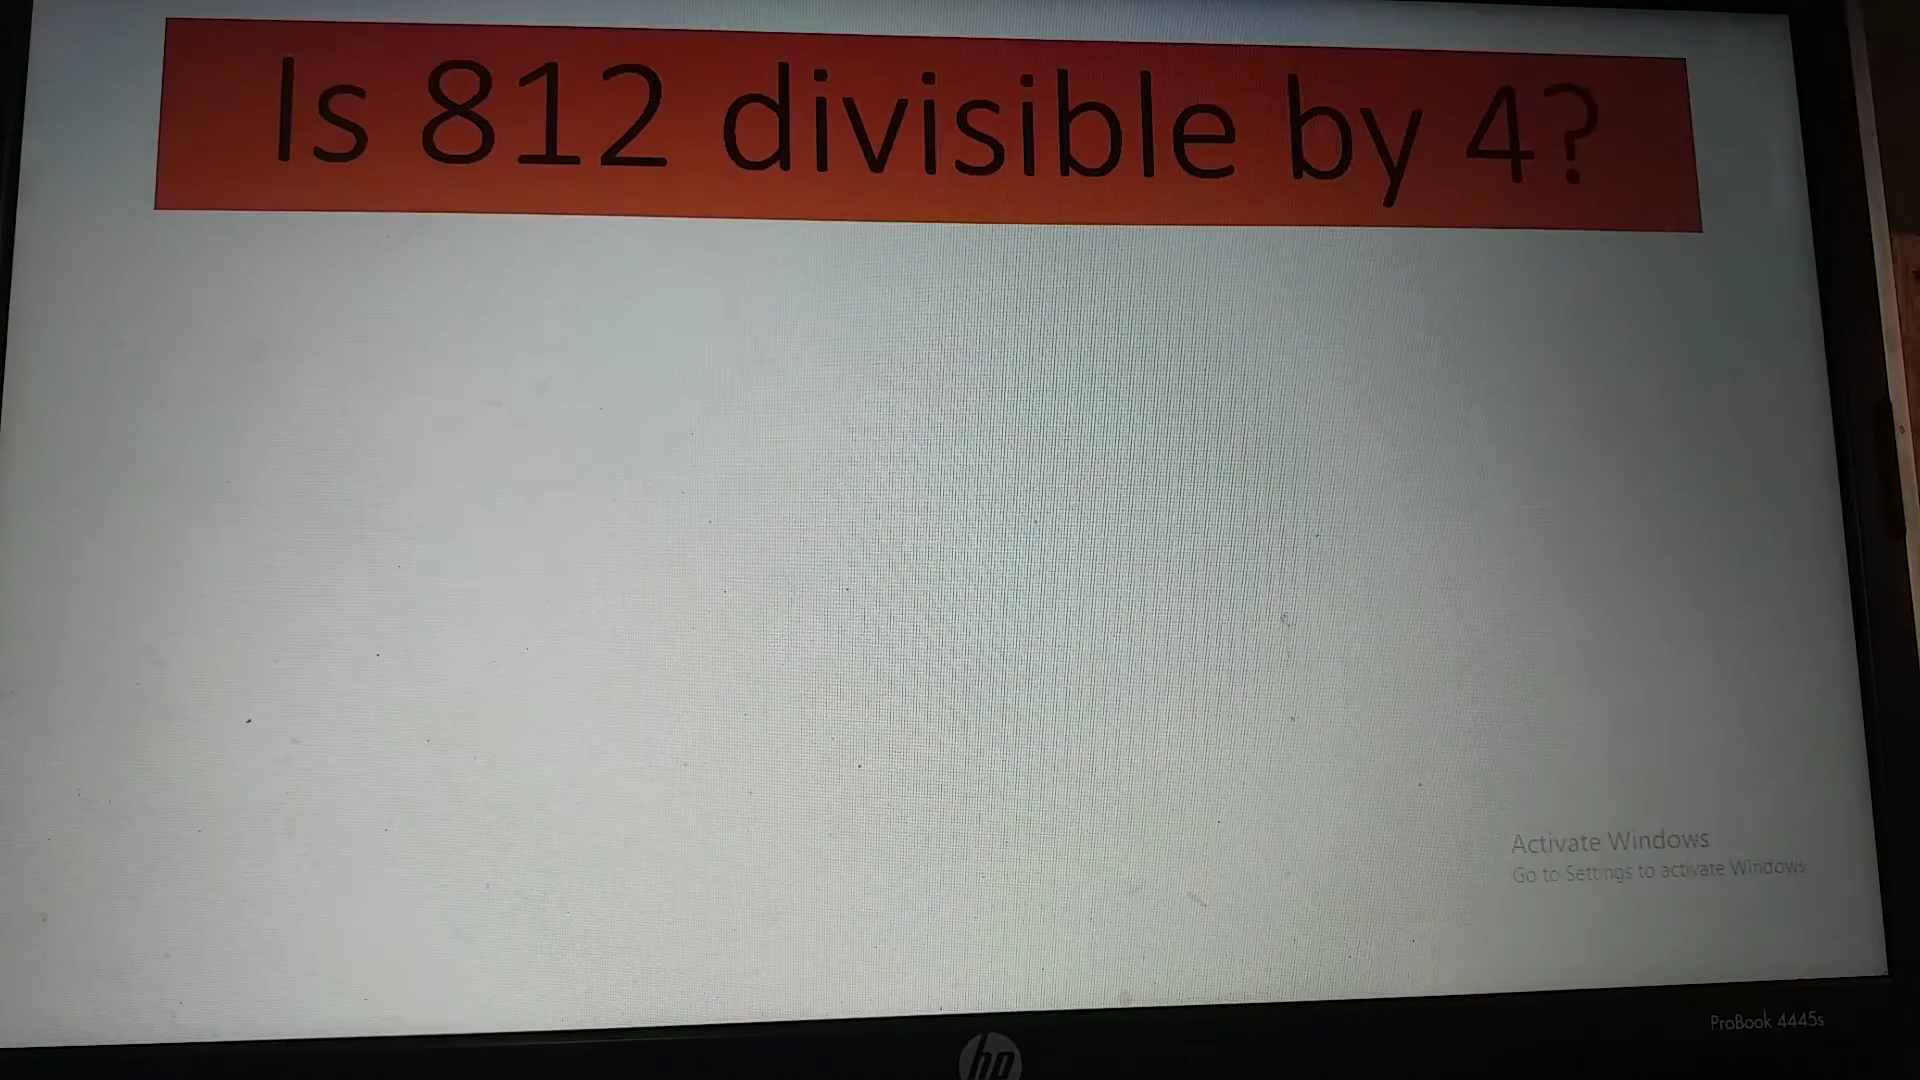 Is 812 divisible by 4?
Activate Windows
Go to Settings to activate Windows
ProBook 4445s
hp